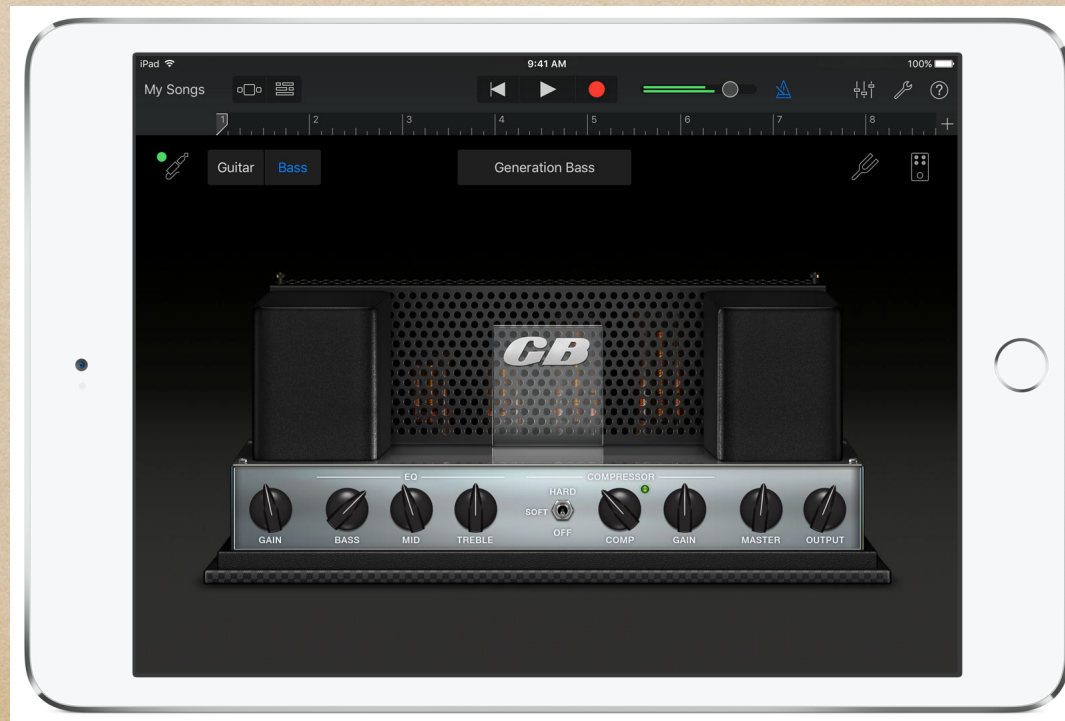 iPad 9:41 AM 100%
My Songs
1 2 3 4 5 6 7 8
Guitar Bass Generation Bass
GB
EQ COMPRESSOR
HARD
SOFT
OFF
GAIN BASS MID TREBLE COMP GAIN MASTER OUTPUT